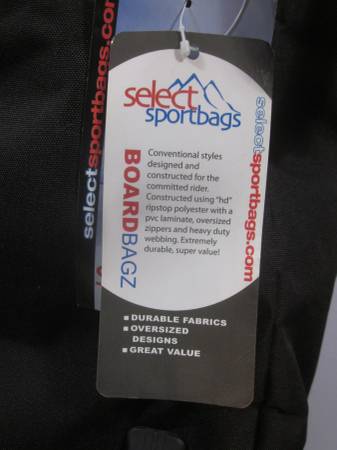 select
sportbags
BOARDBAGZ
Conventional styles
designed and
constructed for the
committed rider.
Constructed using "hd"
ripstop polyester with a
pvc laminate, oversized
zippers and heavy duty
webbing. Extremely
durable, super value!
selectsportbags.com
DURABLE FABRICS
OVERSIZED
DESIGNS
GREAT VALUE
selectsportbags.co